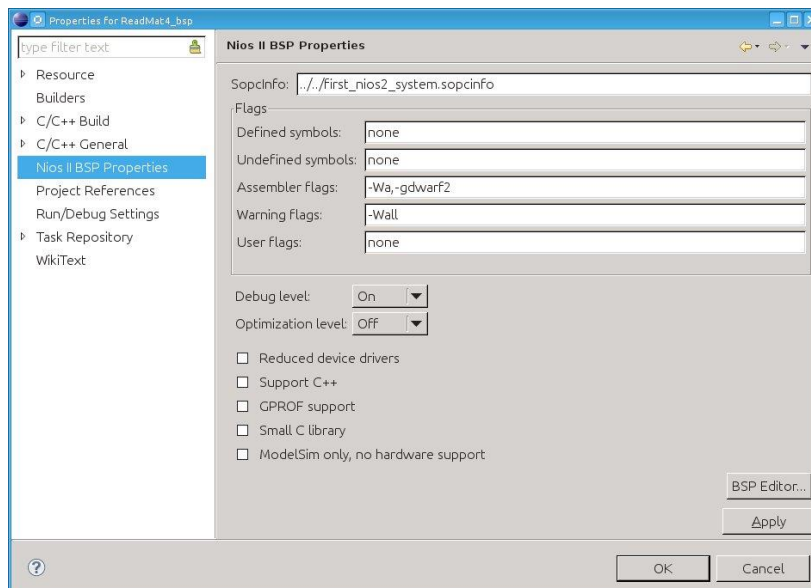 Properties for ReadMat4_bsp
type filter text
Resource
Builders
C/C++ Build
C/C++ General
Nios II BSP Properties
Project References
Run/Debug Settings
Task Repository
WikiText
Nios II BSP Properties
SopcInfo: ../../first_nios2_system.sopcinfo
Flags
Defined symbols: none
Undefined symbols: none
Assembler flags: -Wa,-gdwarf2
Warning flags: -Wall
User flags: none
Debug level: On
Optimization level: Off
Reduced device drivers
Support C++
GPROF support
Small C library
ModelSim only, no hardware support
BSP Editor...
Apply
?
OK Cancel